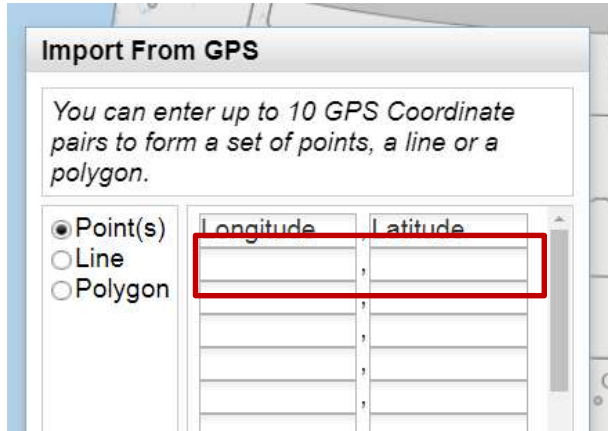 Import From GPS
You can enter up to 10 GPS Coordinate
pairs to form a set of points, a line or a
polygon.
Point(s)
Line
Polygon
Longitude , Latitude
,
,
,
,
,